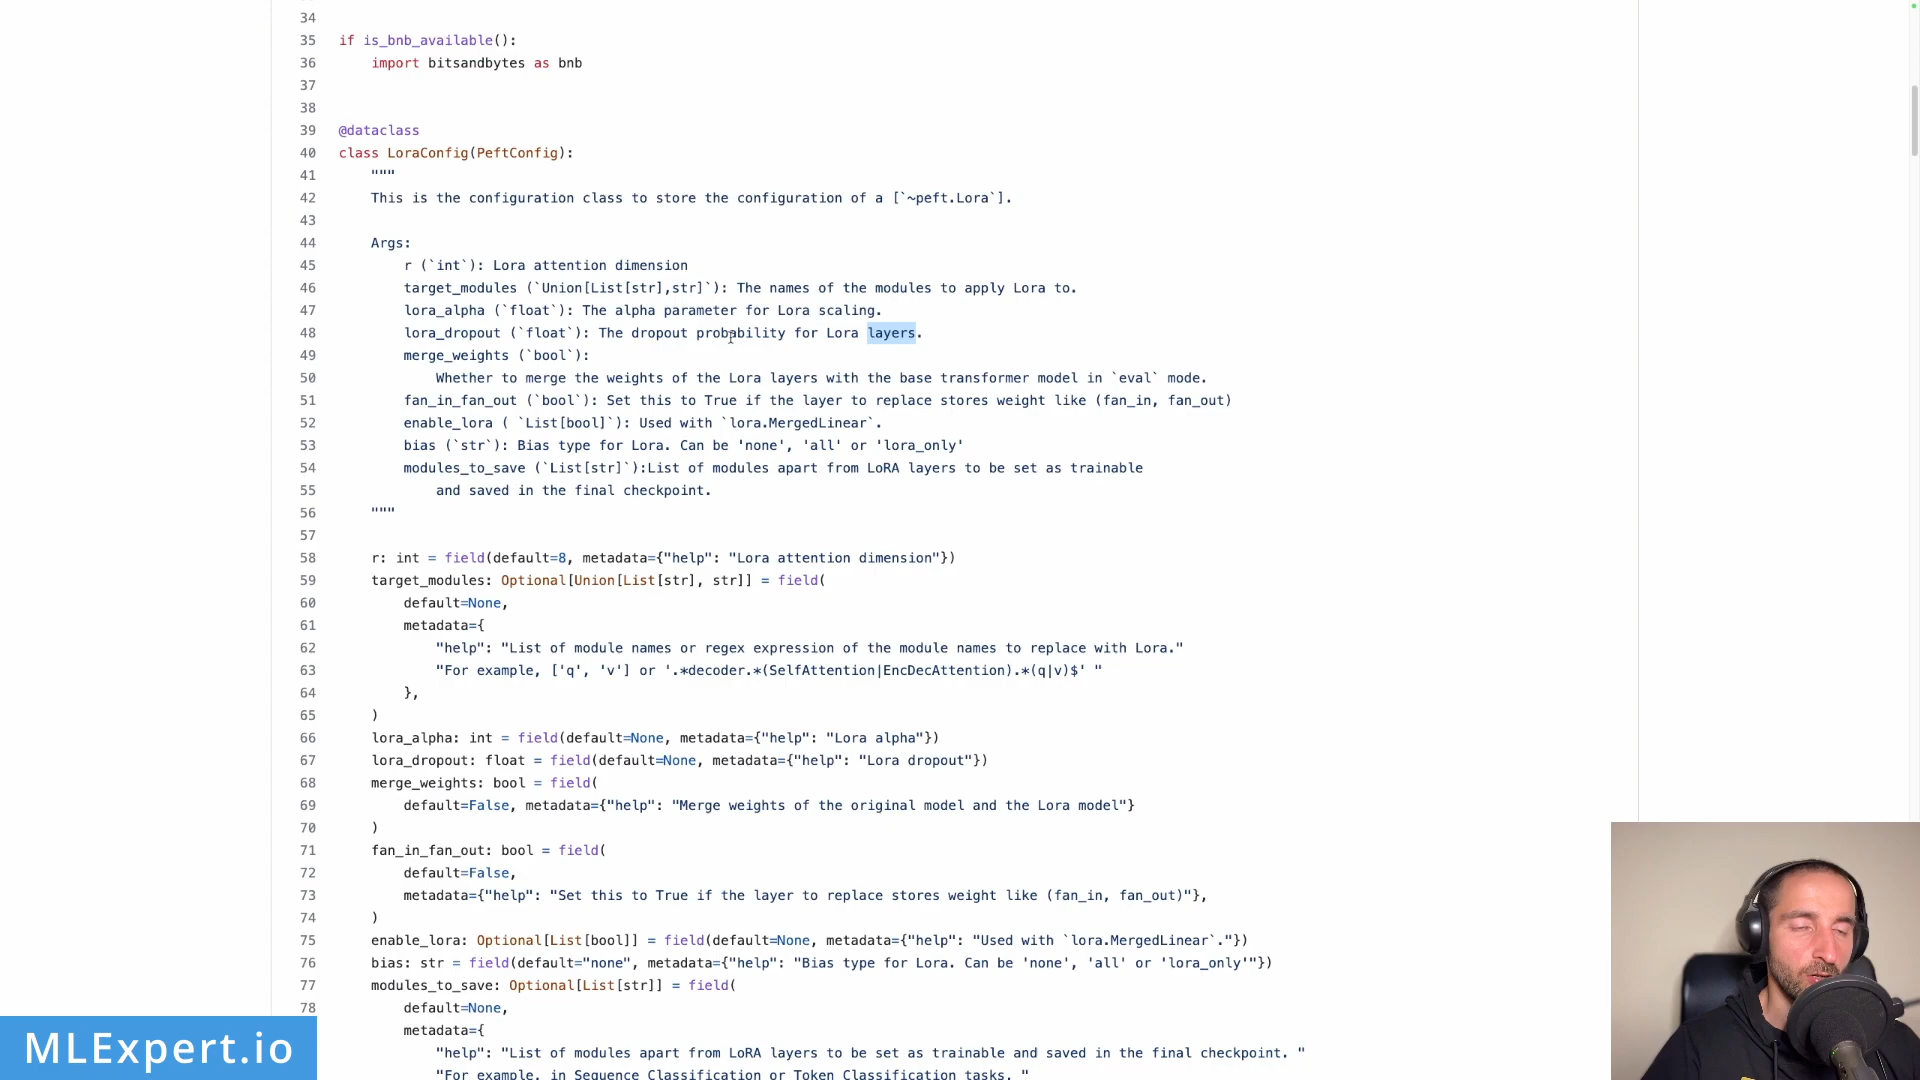 34
35 if is_bnb_available():
36 import bitsandbytes as bnb
37
38
39 @dataclass
40 class LoraConfig(PeftConfig):
41 """
42 This is the configuration class to store the configuration of a [`~peft.Lora`].
43
44 Args:
45 r (`int`): Lora attention dimension
46 target_modules (`Union[List[str],str]`): The names of the modules to apply Lora to.
47 lora_alpha (`float`): The alpha parameter for Lora scaling.
48 lora_dropout (`float`): The dropout probability for Lora layers.
49 merge_weights (`bool`):
50 Whether to merge the weights of the Lora layers with the base transformer model in `eval` mode.
51 fan_in_fan_out (`bool`): Set this to True if the layer to replace stores weight like (fan_in, fan_out)
52 enable_lora ( `List[bool]`): Used with `lora.MergedLinear`.
53 bias (`str`): Bias type for Lora. Can be 'none', 'all' or 'lora_only'
54 modules_to_save (`List[str]`):List of modules apart from LoRA layers to be set as trainable
55 and saved in the final checkpoint.
56 """
57
58 r: int = field(default=8, metadata={"help": "Lora attention dimension"})
59 target_modules: Optional[Union[List[str], str]] = field(
60 default=None,
61 metadata={
62 "help": "List of module names or regex expression of the module names to replace with Lora."
63 "For example, ['q', 'v'] or '.*decoder.*(SelfAttention|EncDecAttention).*(q|v)$' "
64 },
65 )
66 lora_alpha: int = field(default=None, metadata={"help": "Lora alpha"})
67 lora_dropout: float = field(default=None, metadata={"help": "Lora dropout"})
68 merge_weights: bool = field(
69 default=False, metadata={"help": "Merge weights of the original model and the Lora model"}
70 )
71 fan_in_fan_out: bool = field(
72 default=False,
73 metadata={"help": "Set this to True if the layer to replace stores weight like (fan_in, fan_out)"},
74 )
75 enable_lora: Optional[List[bool]] = field(default=None, metadata={"help": "Used with `lora.MergedLinear`."})
76 bias: str = field(default="none", metadata={"help": "Bias type for Lora. Can be 'none', 'all' or 'lora_only'"})
77 modules_to_save: Optional[List[str]] = field(
78 default=None,
metadata={
"help": "List of modules apart from LoRA layers to be set as trainable and saved in the final checkpoint. "
"For example, in Sequence Classification or Token Classification tasks, "
MLExpert.io